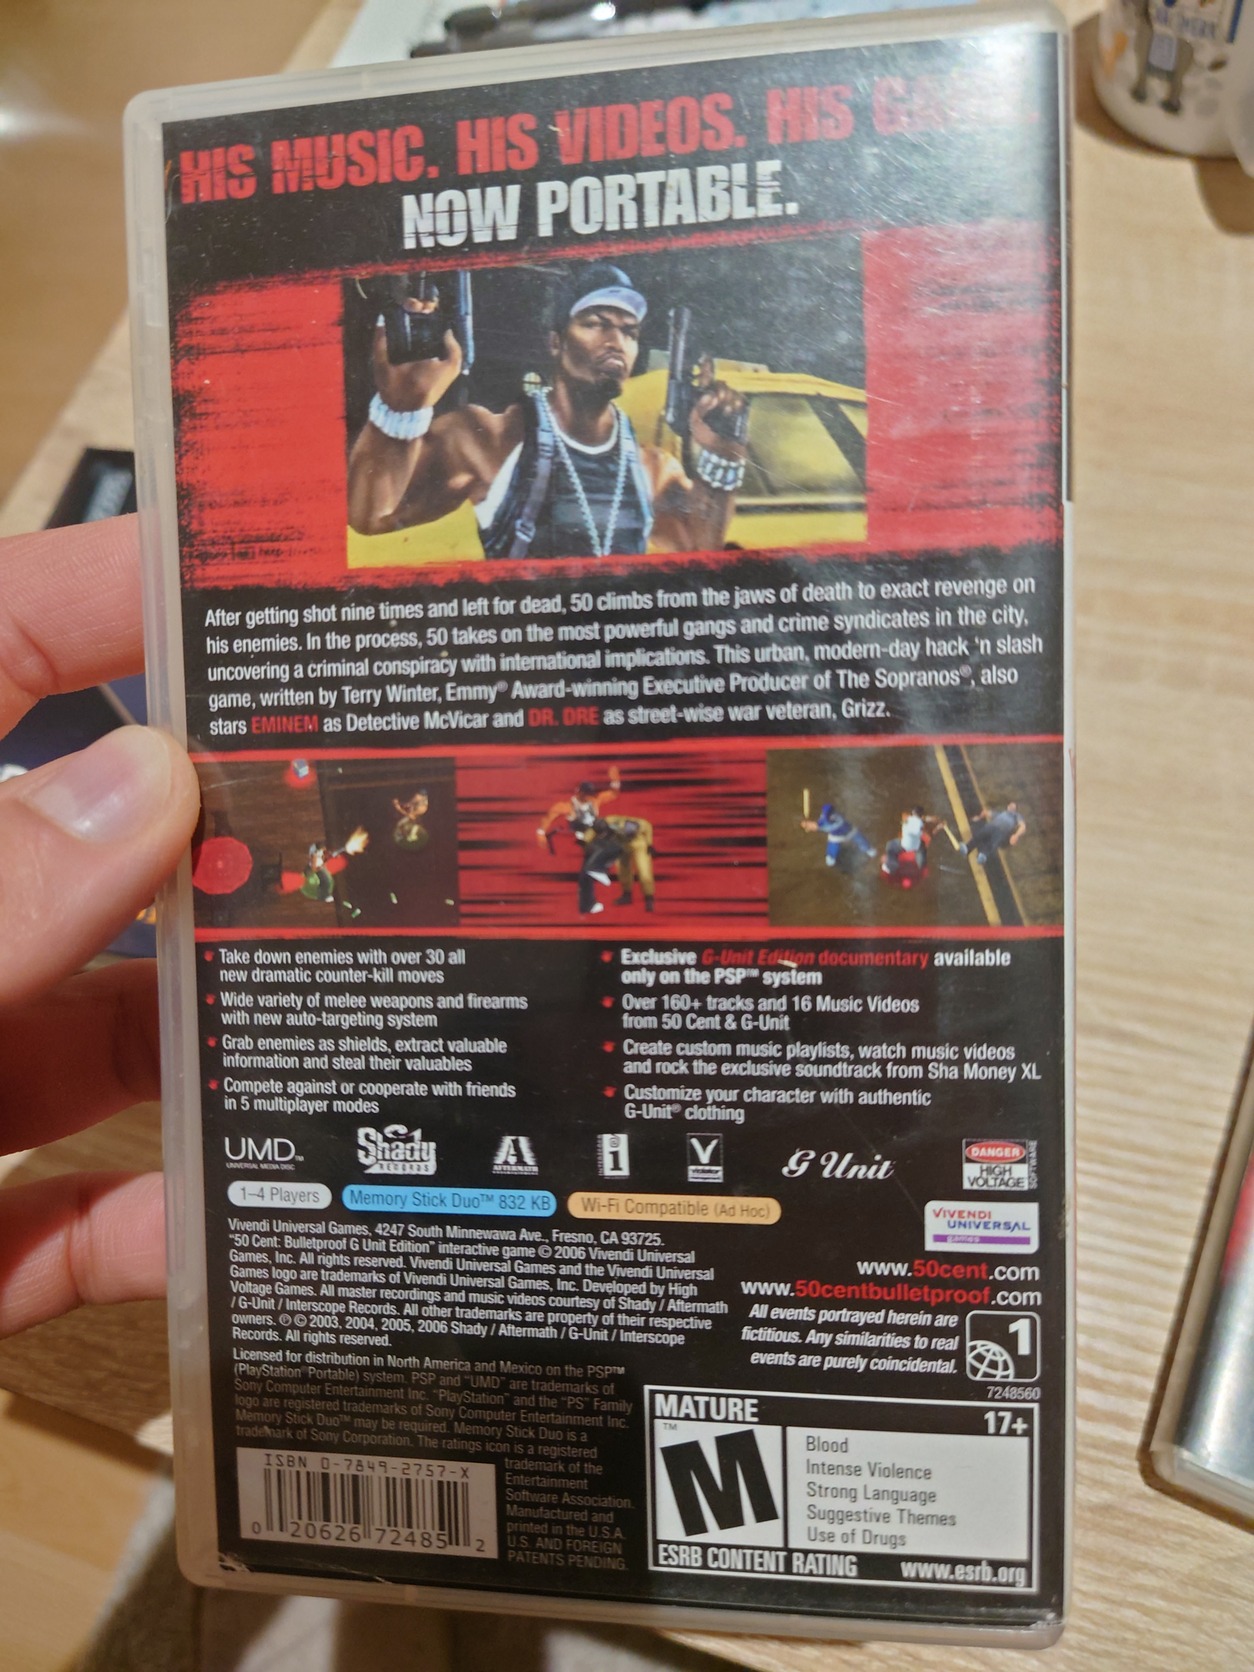 HIS MUSIC. HIS VIDEOS. HIS GAME.
NOW PORTABLE.
After getting shot nine times and left for dead, 50 climbs from the jaws of death to exact revenge on
his enemies. In the process, 50 takes on the most powerful gangs and crime syndicates in the city,
uncovering a criminal conspiracy with international implications. This urban, modern-day hack 'n slash
game, written by Terry Winter, Emmy® Award-winning Executive Producer of The Sopranos®, also
stars EMINEM as Detective McVicar and DR. DRE as street-wise war veteran, Grizz.
Take down enemies with over 30 all
new dramatic counter-kill moves
Wide variety of melee weapons and firearms
with new auto-targeting system
Grab enemies as shields, extract valuable
information and steal their valuables
Compete against or cooperate with friends
in 5 multiplayer modes
Exclusive G-Unit Edition documentary available
only on the PSP™ system
Over 160+ tracks and 16 Music Videos
from 50 Cent & G-Unit
Create custom music playlists, watch music videos
and rock the exclusive soundtrack from Sha Money XL
Customize your character with authentic
G-Unit® clothing
UMD™
UNIVERSAL MEDIA DISC
Shady
RECORDS
AFTERMATH
G Unit
DANGER
HIGH
VOLTAGE
SOFTWARE
1–4 Players
Memory Stick Duo™ 832 KB
Wi-Fi Compatible (Ad Hoc)
VIVENDI
UNIVERSAL
games
Vivendi Universal Games, 4247 South Minnewawa Ave., Fresno, CA 93725.
"50 Cent: Bulletproof G Unit Edition" interactive game © 2006 Vivendi Universal
Games, Inc. All rights reserved. Vivendi Universal Games and the Vivendi Universal
Games logo are trademarks of Vivendi Universal Games, Inc. Developed by High
Voltage Games. All master recordings and music videos courtesy of Shady / Aftermath
/ G-Unit / Interscope Records. All other trademarks are property of their respective
owners. ℗ © 2003, 2004, 2005, 2006 Shady / Aftermath / G-Unit / Interscope
Records. All rights reserved.
www.50cent.com
www.50centbulletproof.com
All events portrayed herein are
fictitious. Any similarities to real
events are purely coincidental.
1
7248560
Licensed for distribution in North America and Mexico on the PSP™
(PlayStation®Portable) system. PSP and "UMD" are trademarks of
Sony Computer Entertainment Inc. "PlayStation" and the "PS" Family
logo are registered trademarks of Sony Computer Entertainment Inc.
Memory Stick Duo™ may be required. Memory Stick Duo is a
trademark of Sony Corporation. The ratings icon is a registered
trademark of the
Entertainment
Software Association.
Manufactured and
printed in the U.S.A.
U.S. AND FOREIGN
PATENTS PENDING.
ISBN 0-7849-2757-X
0 20626 72485 2
MATURE 17+
M
™
Blood
Intense Violence
Strong Language
Suggestive Themes
Use of Drugs
ESRB CONTENT RATING www.esrb.org